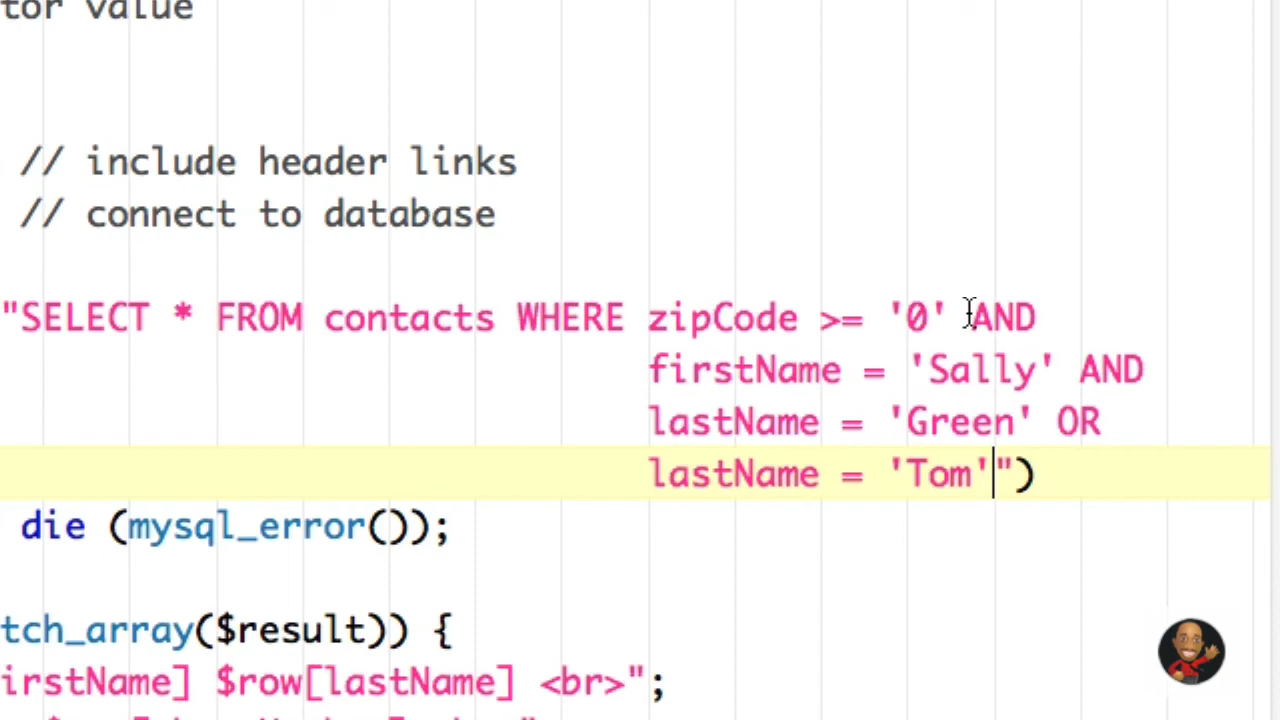 tor value
// include header links
// connect to database
"SELECT * FROM contacts WHERE zipCode >= '0' AND
firstName = 'Sally' AND
lastName = 'Green' OR
lastName = 'Tom'")
die (mysql_error());
tch_array($result)) {
irstName] $row[lastName] <br>";